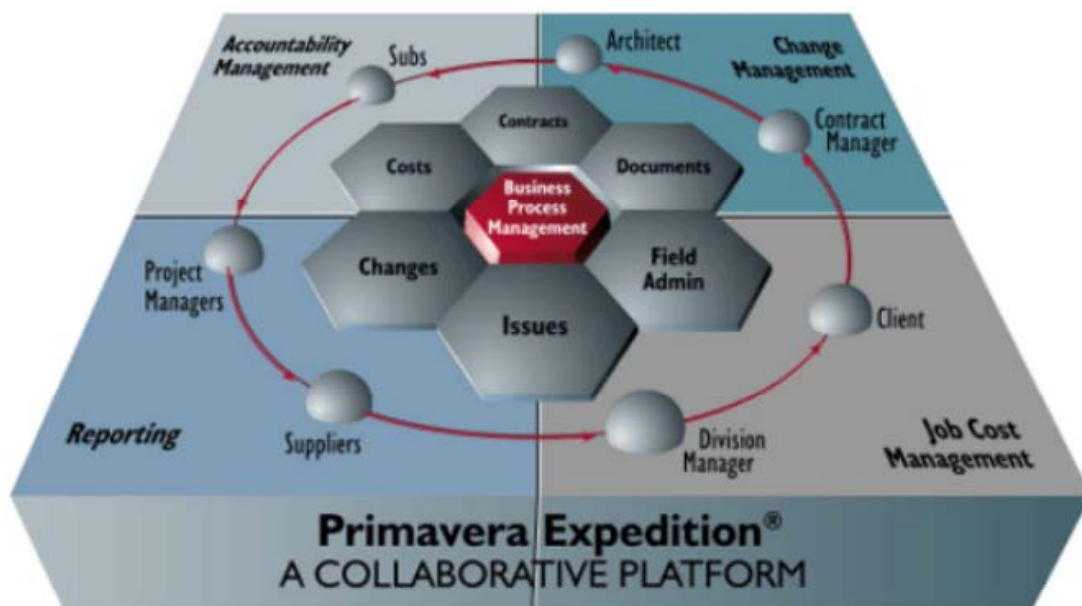 Accountability
Management
Subs
Architect
Change
Management
Contract
Manager
Contracts
Costs
Documents
Business
Process
Management
Changes
Field
Admin
Issues
Project
Managers
Client
Reporting
Suppliers
Division
Manager
Job Cost
Management
Primavera Expedition®
A COLLABORATIVE PLATFORM